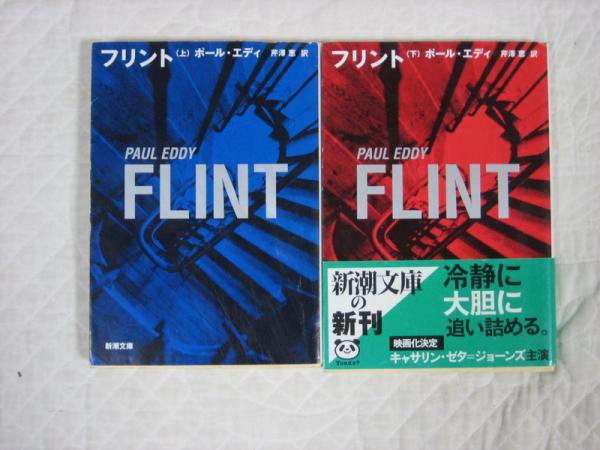 フリント〈上〉ポール・エディ 芹澤恵 訳
PAUL EDDY
FLINT
新潮文庫
フリント〈下〉ポール・エディ 芹澤恵 訳
PAUL EDDY
FLINT
新潮文庫
の
新刊
Yonda?
冷静に
大胆に
追い詰める。
映画化決定
キャサリン・ゼタ=ジョーンズ主演